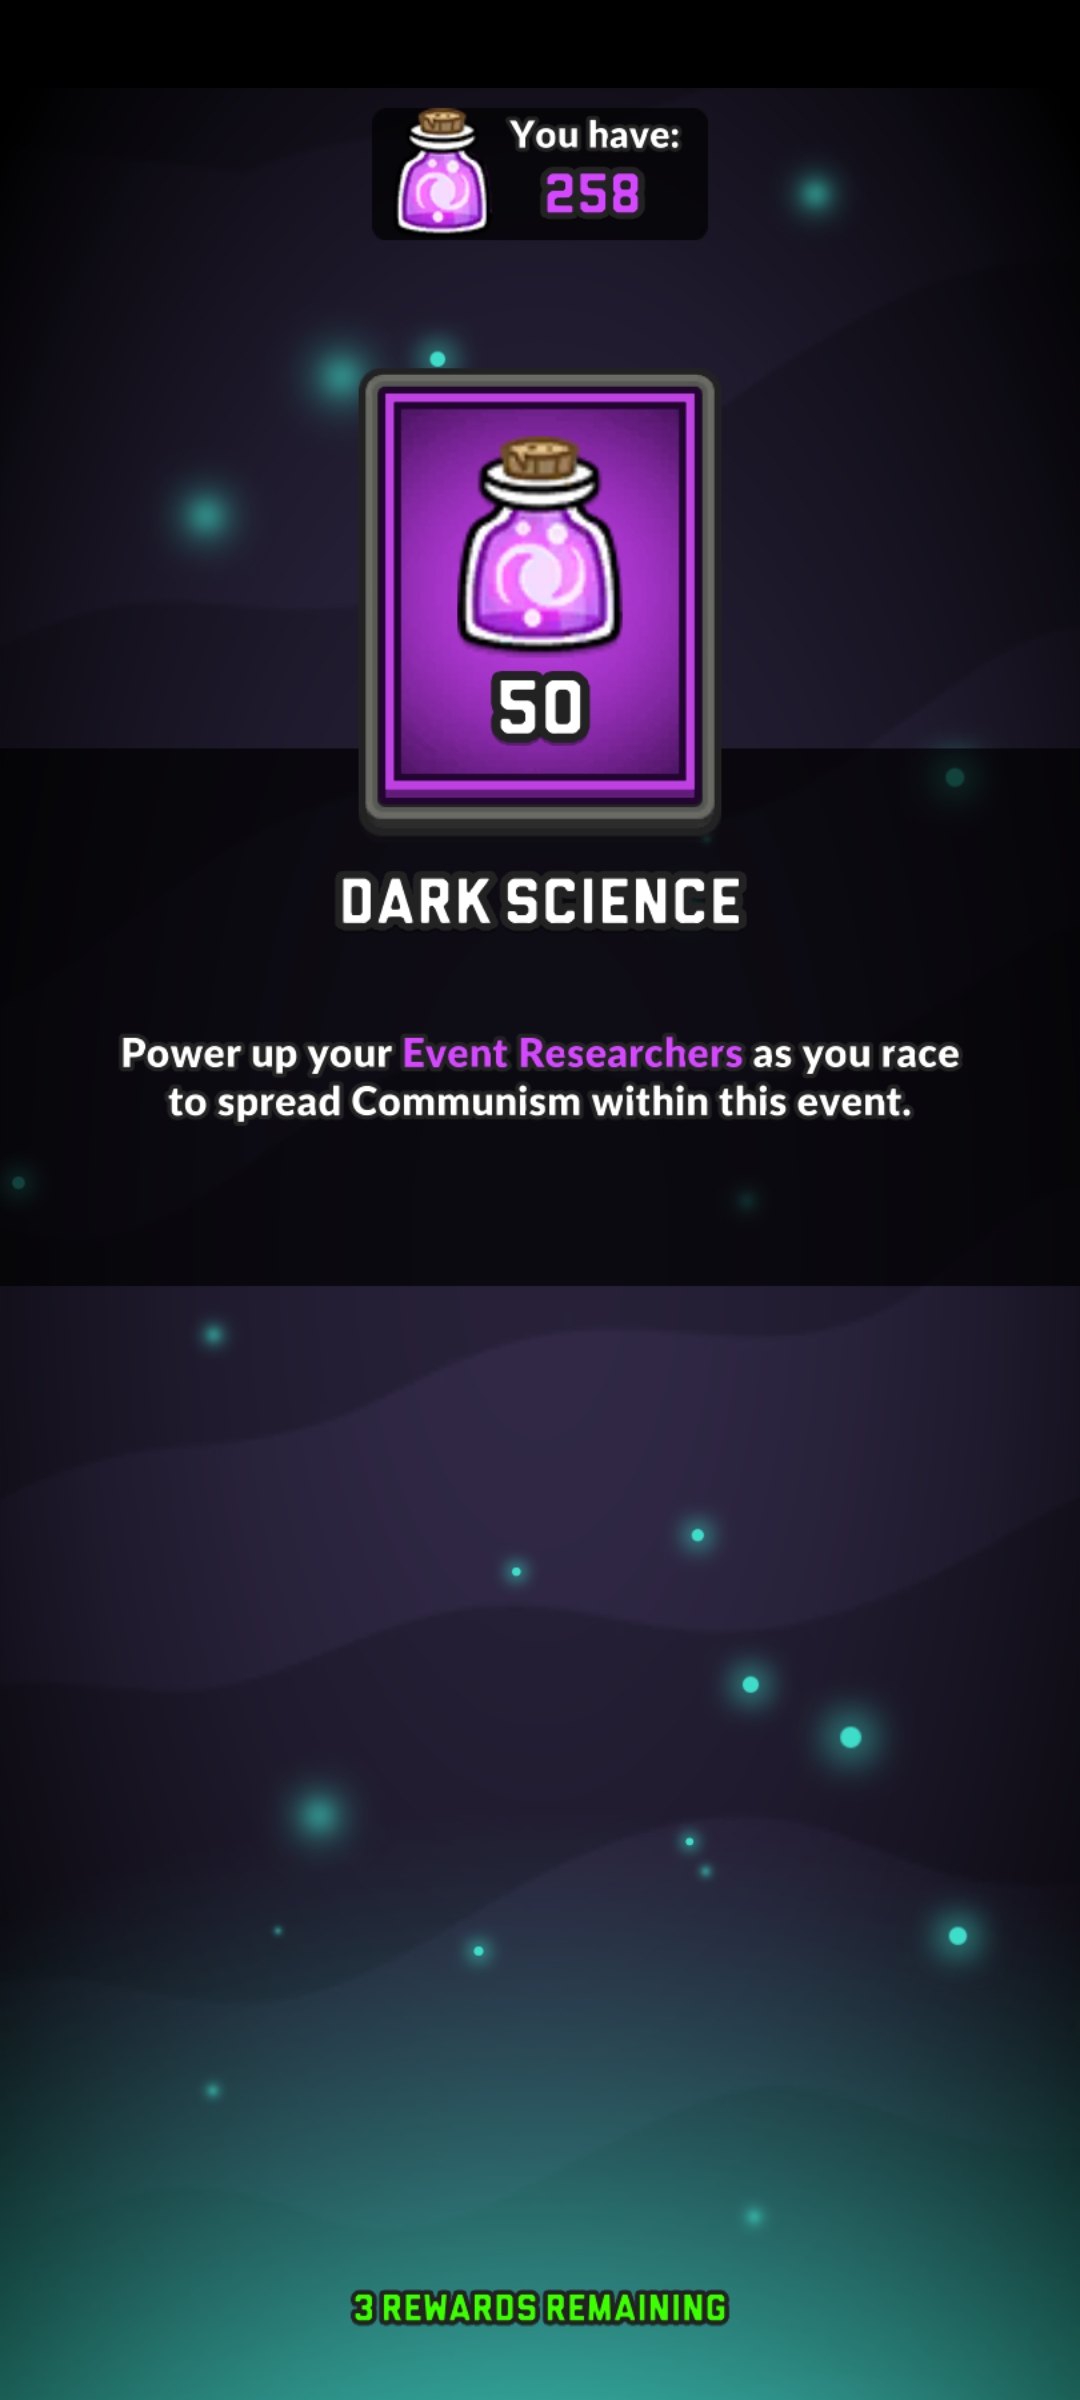 You have:
258
50
DARK SCIENCE
Power up your Event Researchers as you race
to spread Communism within this event.
3 REWARDS REMAINING